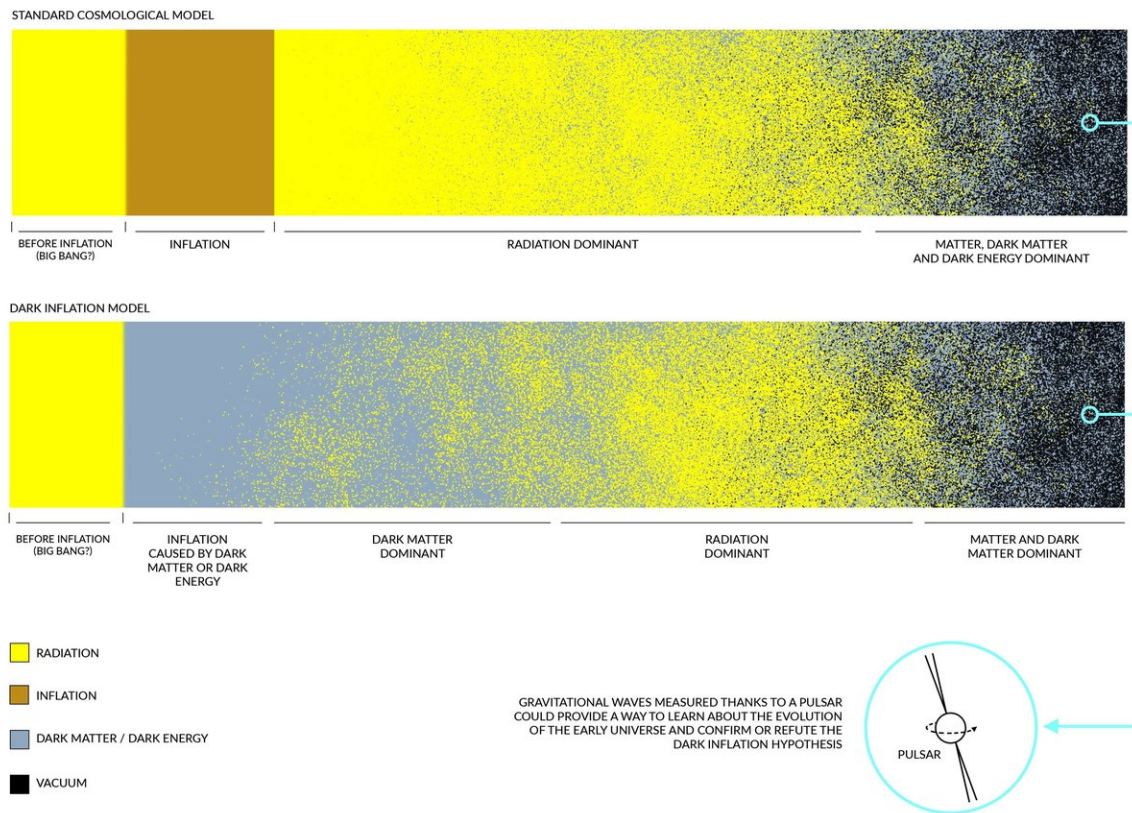 STANDARD COSMOLOGICAL MODEL
BEFORE INFLATION
(BIG BANG?)
INFLATION
RADIATION DOMINANT
MATTER, DARK MATTER
AND DARK ENERGY DOMINANT
DARK INFLATION MODEL
BEFORE INFLATION
(BIG BANG?)
INFLATION
CAUSED BY DARK
MATTER OR DARK
ENERGY
DARK MATTER
DOMINANT
RADIATION
DOMINANT
MATTER AND DARK
MATTER DOMINANT
RADIATION
INFLATION
DARK MATTER / DARK ENERGY
VACUUM
GRAVITATIONAL WAVES MEASURED THANKS TO A PULSAR
COULD PROVIDE A WAY TO LEARN ABOUT THE EVOLUTION
OF THE EARLY UNIVERSE AND CONFIRM OR REFUTE THE
DARK INFLATION HYPOTHESIS
PULSAR